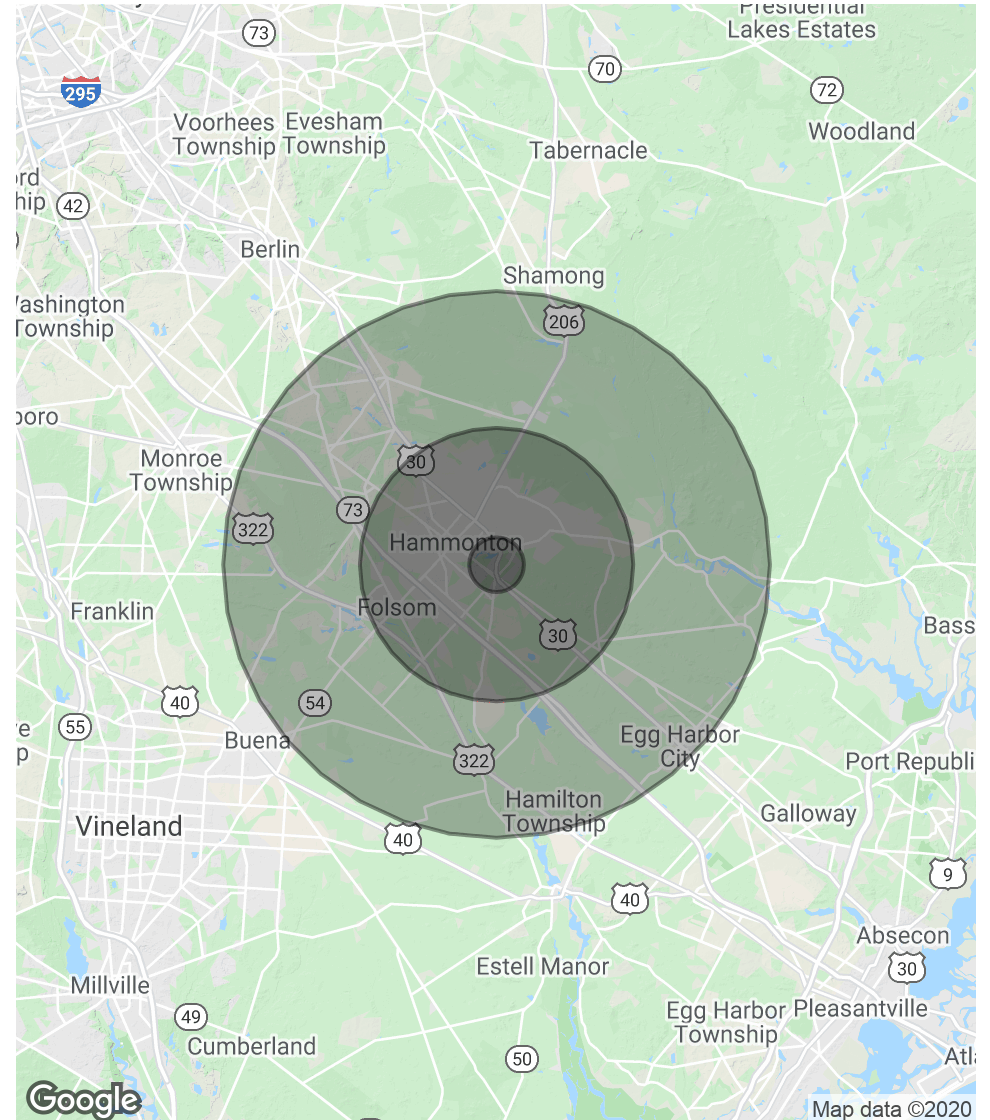 Presidential
Lakes Estates
73
70
295
72
Voorhees
Township
Evesham
Township
Woodland
Tabernacle
42
Berlin
Shamong
Washington
Township
206
30
Monroe
Township
73
322
Hammonton
Folsom
Franklin
30
Bass
40
54
55
Buena
Egg Harbor
City
322
Port Republi
Hamilton
Township
Galloway
Vineland
40
9
40
Absecon
Estell Manor
30
Millville
Egg Harbor
Township
Pleasantville
49
Cumberland
50
Atl
Google
Map data ©2020